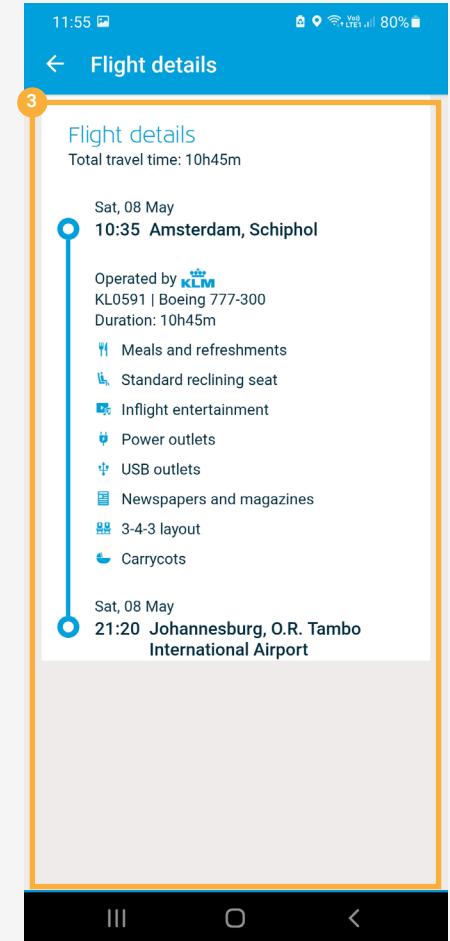 11:55 Vo) LTE1 80%
Flight details
3
Flight details
Total travel time: 10h45m
Sat, 08 May
10:35 Amsterdam, Schiphol
Operated by KLM
KL0591 | Boeing 777-300
Duration: 10h45m
Meals and refreshments
Standard reclining seat
Inflight entertainment
Power outlets
USB outlets
Newspapers and magazines
3-4-3 layout
Carrycots
Sat, 08 May
21:20 Johannesburg, O.R. Tambo
International Airport